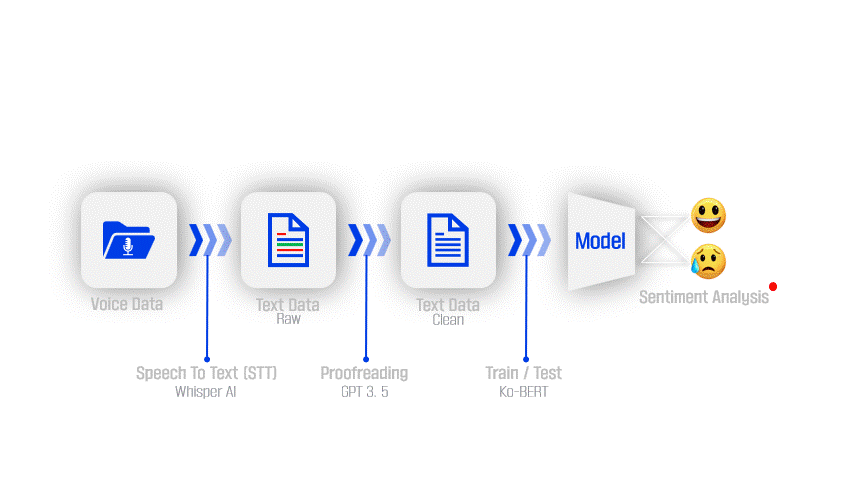 Model
Voice Data
Text Data
Raw
Text Data
Clean
Sentiment Analysis
Speech To Text (STT)
Whisper AI
Proofreading
GPT 3. 5
Train / Test
Ko-BERT